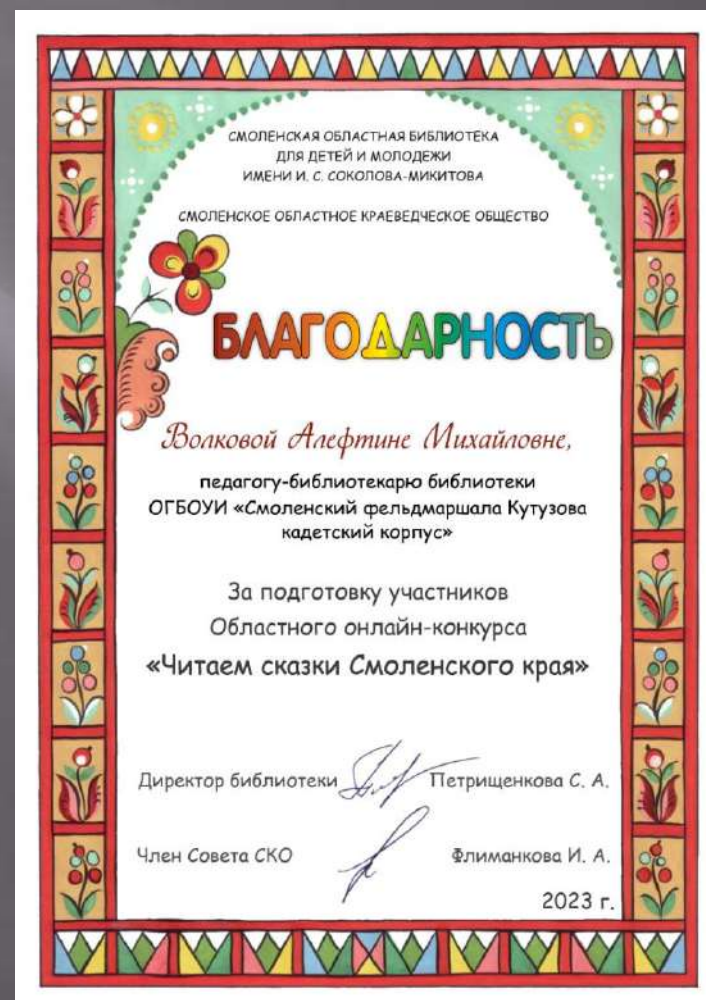 СМОЛЕНСКАЯ ОБЛАСТНАЯ БИБЛИОТЕКА
ДЛЯ ДЕТЕЙ И МОЛОДЕЖИ
ИМЕНИ И. С. СОКОЛОВА-МИКИТОВА
СМОЛЕНСКОЕ ОБЛАСТНОЕ КРАЕВЕДЧЕСКОЕ ОБЩЕСТВО
БЛАГОДАРНОСТЬ
Волковой Алефтине Михайловне,
педагогу-библиотекарю библиотеки
ОГБОУИ «Смоленский фельдмаршала Кутузова
кадетский корпус»
За подготовку участников
Областного онлайн-конкурса
«Читаем сказки Смоленского края»
Директор библиотеки Петрищенкова С. А.
Член Совета СКО Флиманкова И. А.
2023 г.